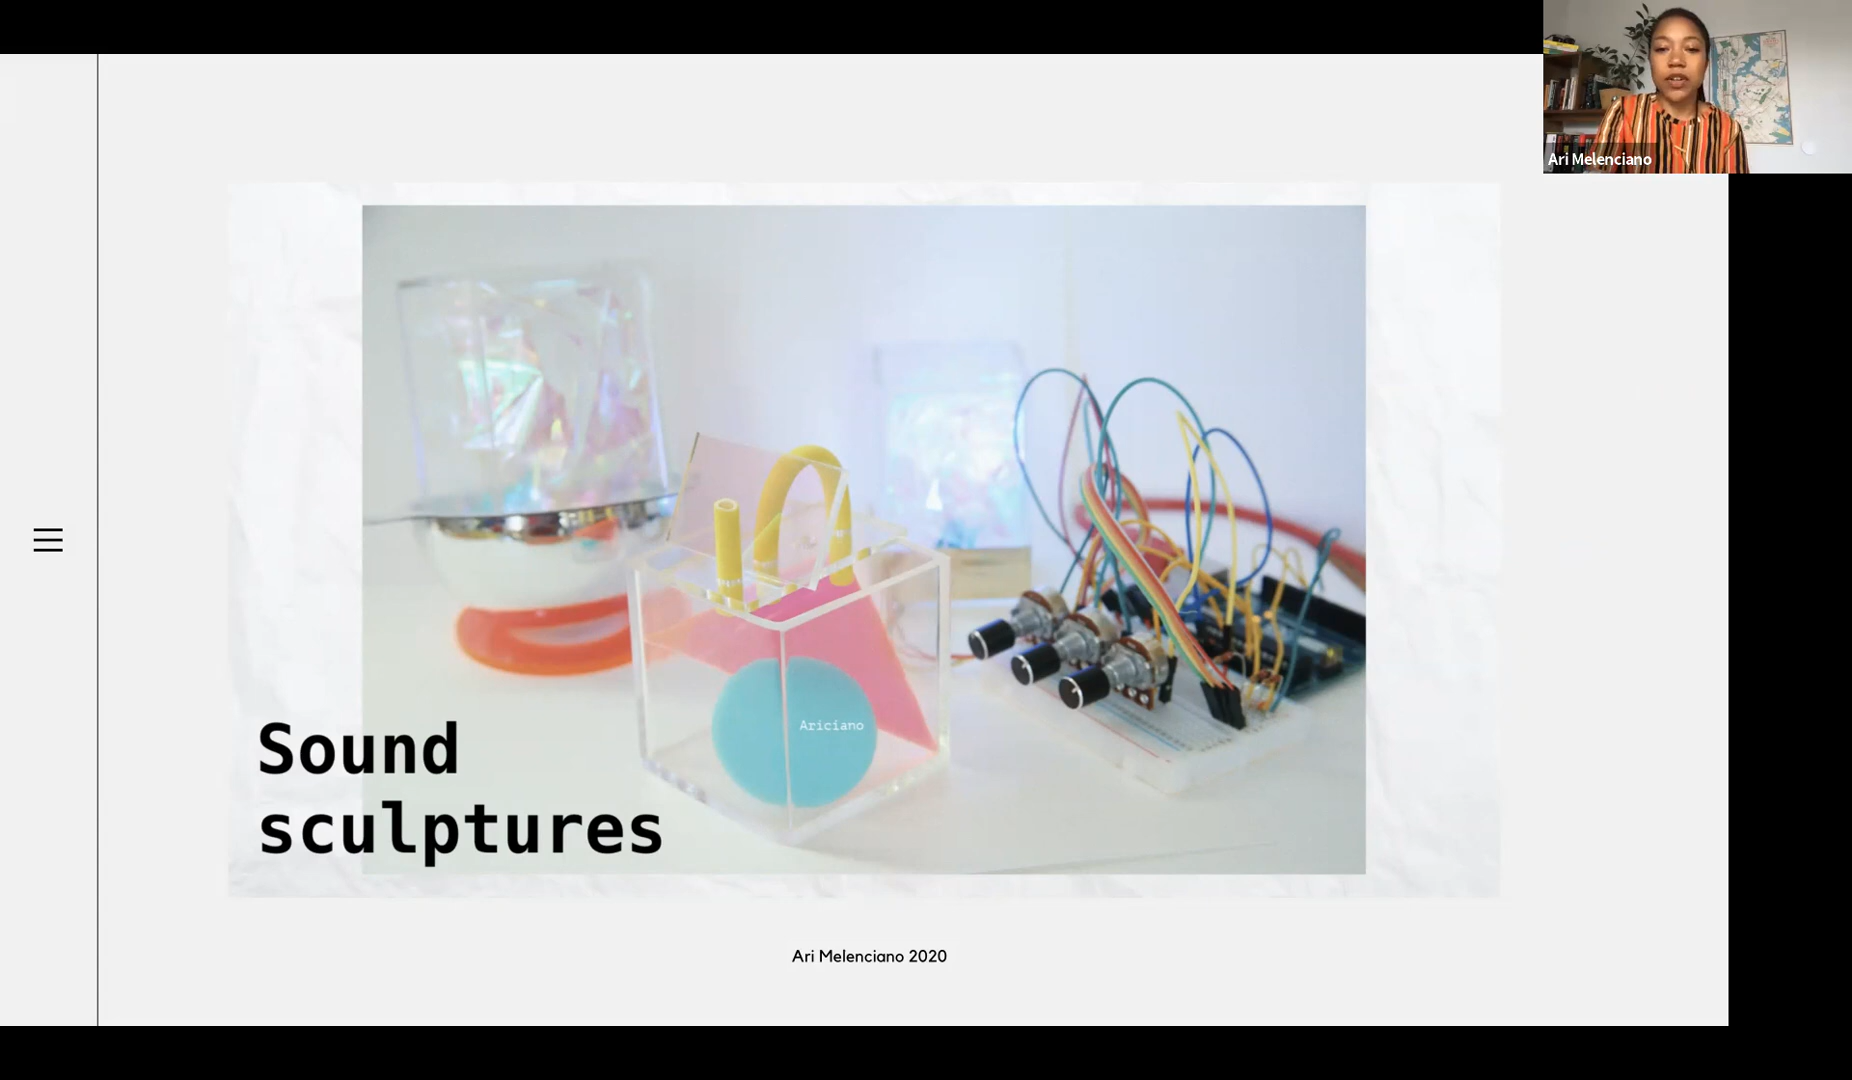 Ari Melenciano
Ariciano
Sound
sculptures
Ari Melenciano 2020